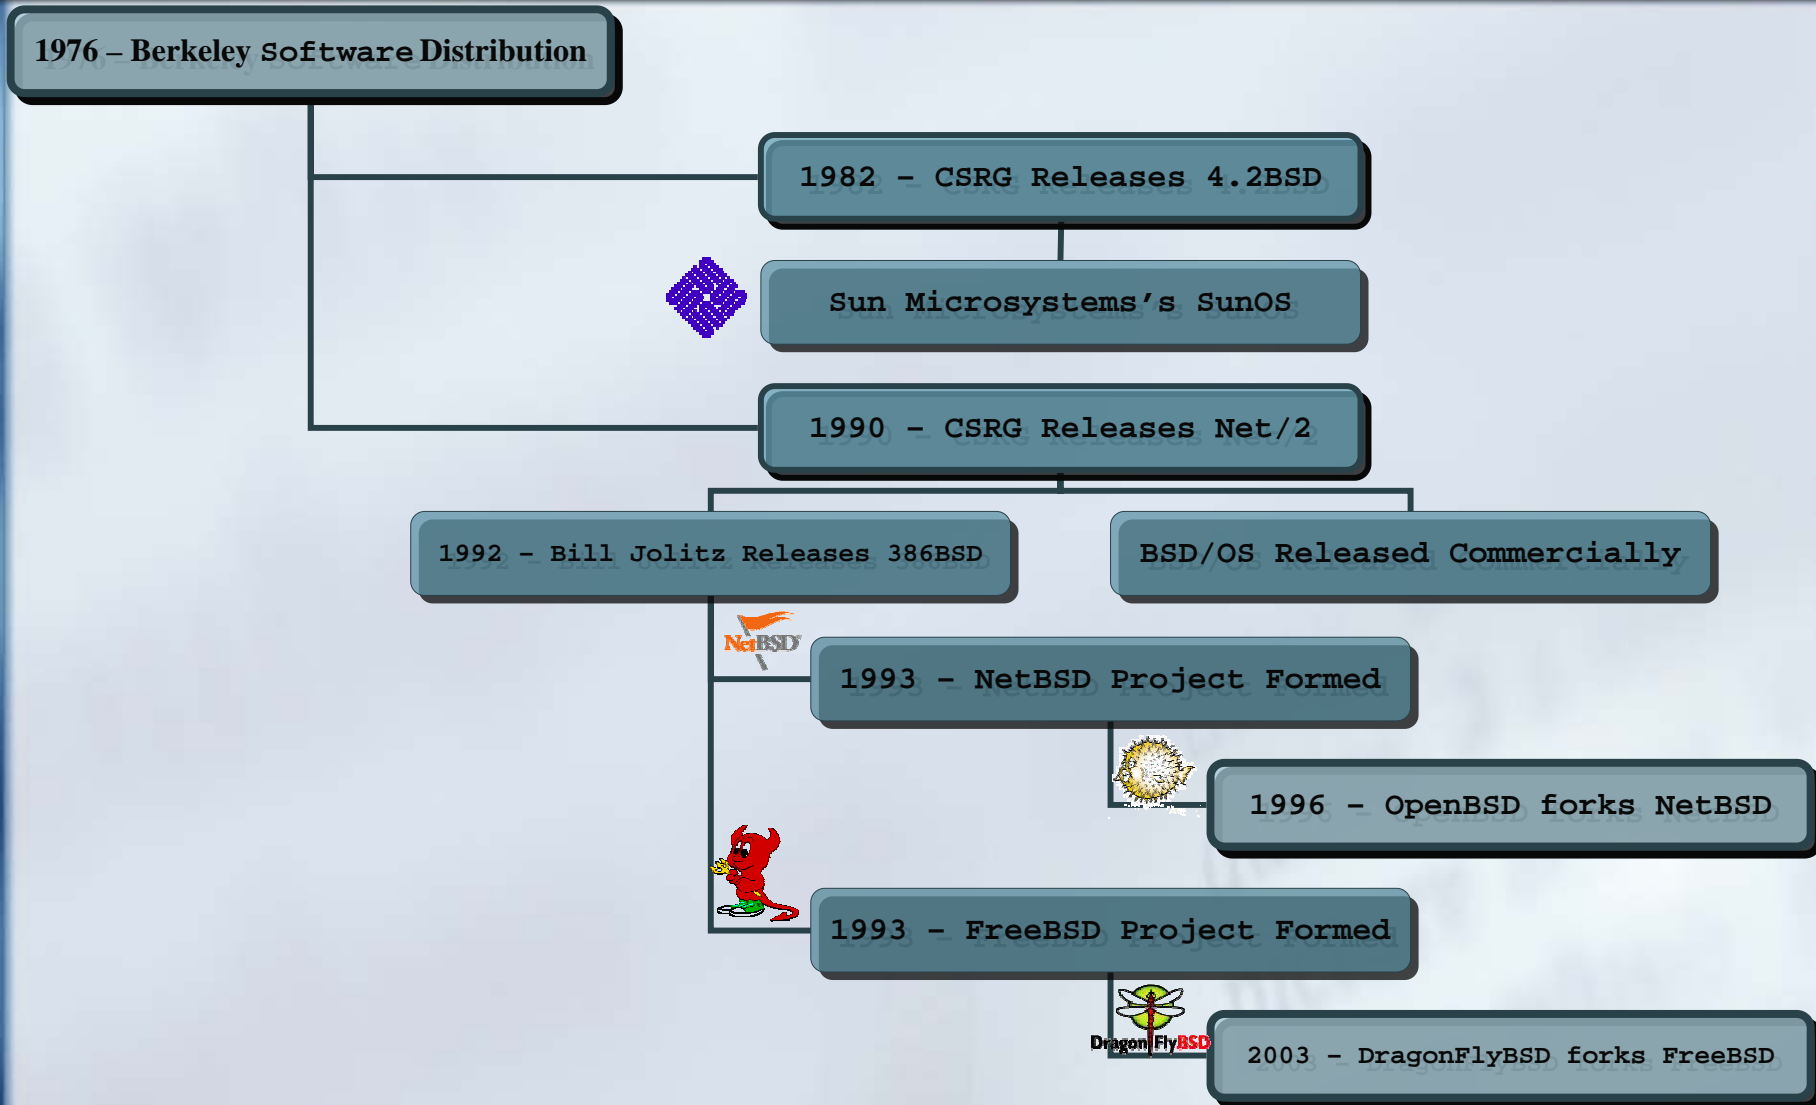 1976 – Berkeley Software Distribution
1982 – CSRG Releases 4.2BSD
Sun Microsystems’s SunOS
1990 – CSRG Releases Net/2
1992 – Bill Jolitz Releases 386BSD
BSD/OS Released Commercially
NetBSD
1993 – NetBSD Project Formed
1996 – OpenBSD forks NetBSD
1993 – FreeBSD Project Formed
DragonFlyBSD
2003 – DragonFlyBSD forks FreeBSD